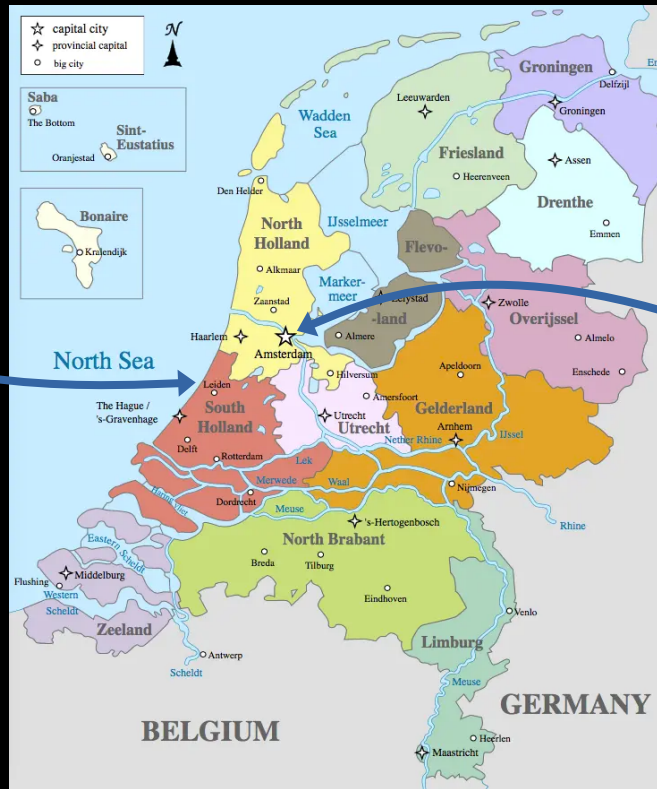 capital city
provincial capital
big city
N
Saba
The Bottom
Sint-
Eustatius
Oranjestad
Bonaire
Kralendijk
Wadden
Sea
Groningen
Delfzijl
Groningen
Leeuwarden
Friesland
Heerenveen
Assen
Drenthe
Emmen
Den Helder
North
Holland
IJsselmeer
Flevo-
Alkmaar
Marker-
meer
Zaanstad
-land
Zwolle
Overijssel
Almelo
Haarlem
Almere
Amsterdam
North Sea
Hilversum
Apeldoorn
Enschede
Leiden
Amersfoort
The Hague /
's-Gravenhage
South
Holland
Utrecht
Utrecht
Gelderland
Arnhem
IJssel
Delft
Rotterdam
Nether Rhine
Lek
Merwede
Waal
Nijmegen
Dordrecht
Meuse
Rhine
's-Hertogenbosch
Eastern
Scheldt
North Brabant
Breda
Tilburg
Flushing
Middelburg
Western
Scheldt
Eindhoven
Venlo
Zeeland
Limburg
Antwerp
Scheldt
Meuse
BELGIUM
GERMANY
Heerlen
Maastricht